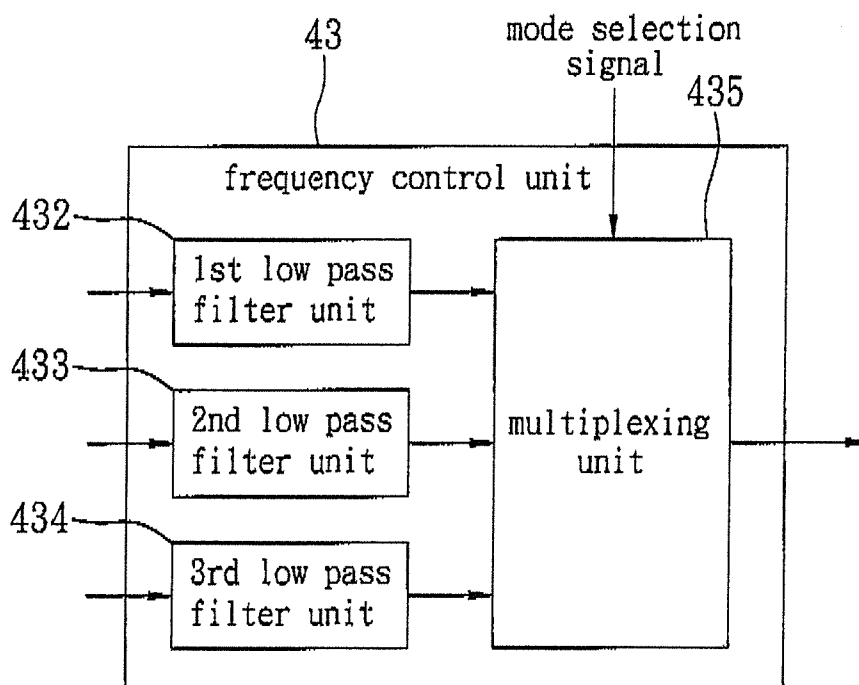 43
mode selection
signal
435
frequency control unit
432
1st low pass
filter unit
433
2nd low pass
filter unit
multiplexing
unit
434
3rd low pass
filter unit